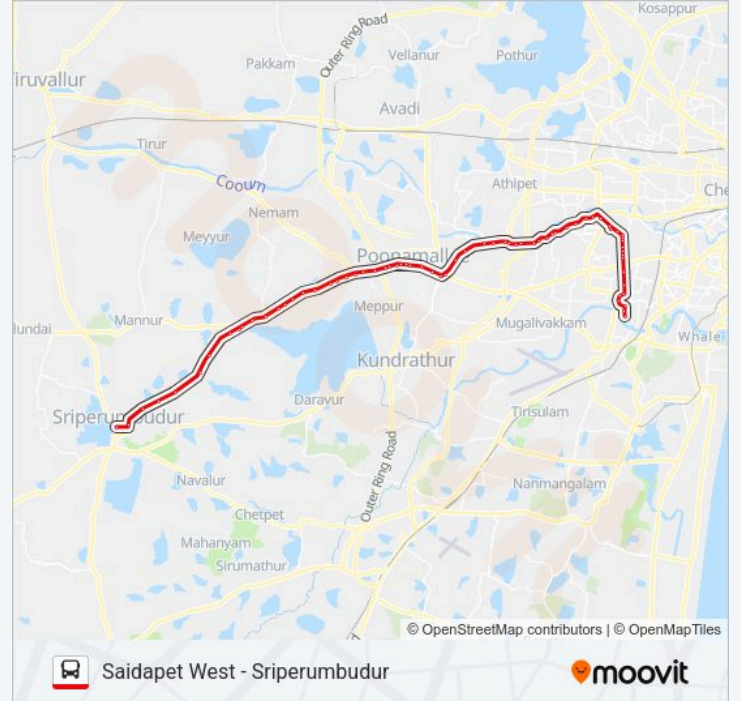 Kosappur
Outer Ring Road
Vellanur
Pothur
Pakkam
Tiruvallur
Avadi
Tirur
Cooum
Athipet
Che
Nemam
Meyyur
Poonamalle
Meppur
Mannur
lundai
Mugalivakkam
Whale
Kundrathur
Daravur
Sriperumbudur
Tirisulam
Outer Ring Road
Navalur
Nanmangalam
Chetpet
Mahanyam
Sirumathur
© OpenStreetMap contributors | © OpenMapTiles
Saidapet West - Sriperumbudur
moovit